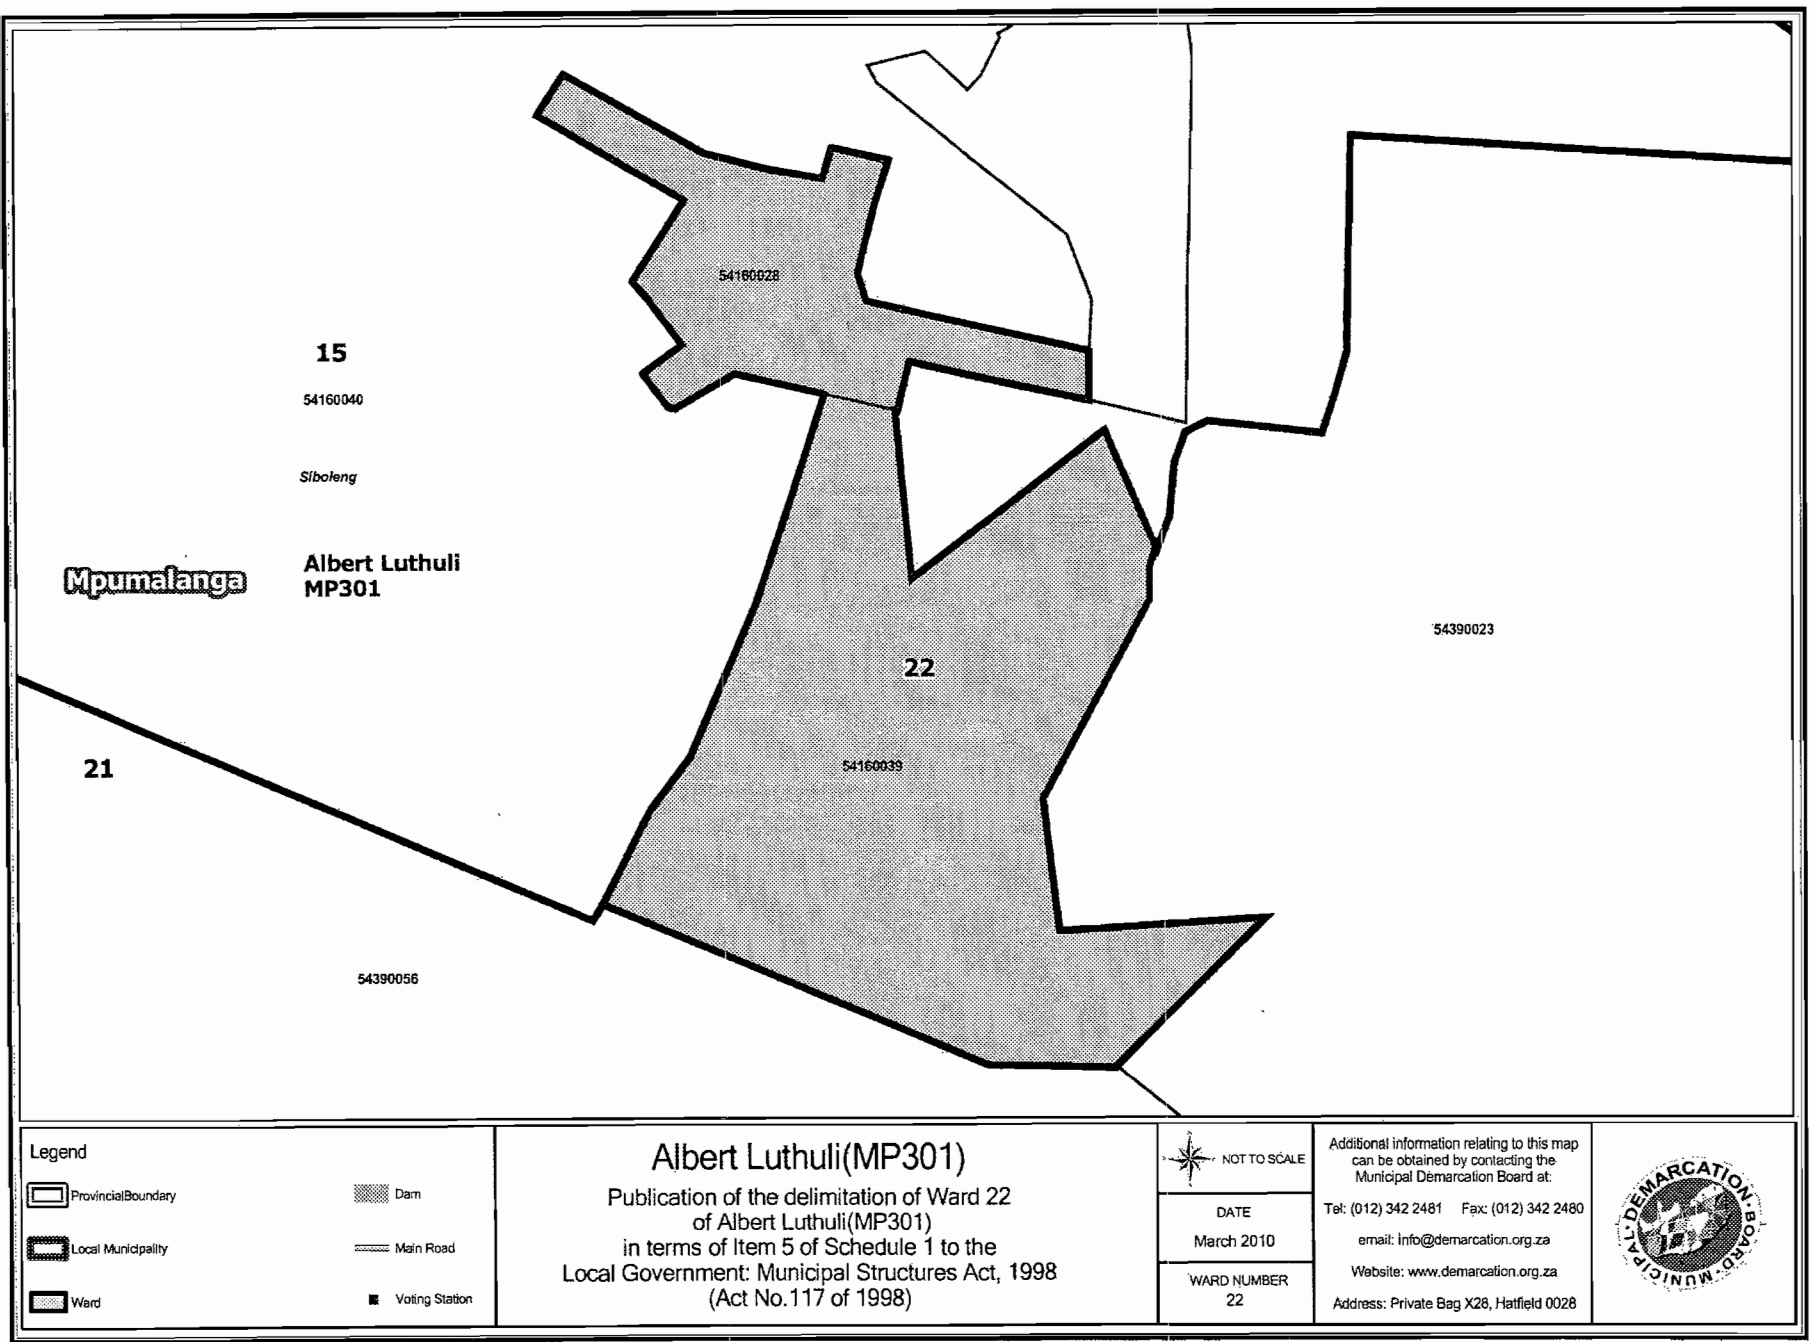 54160028
15
54160040
Siboleng
Mpumalanga
Albert Luthuli
MP301
54390023
22
54160039
21
54390056
Legend
ProvincialBoundary
Local Municipality
Ward
Dam
Main Road
Voting Station
Albert Luthuli(MP301)
Publication of the delimitation of Ward 22
of Albert Luthuli(MP301)
in terms of Item 5 of Schedule 1 to the
Local Government: Municipal Structures Act, 1998
(Act No.117 of 1998)
NOT TO SCALE
DATE
March 2010
WARD NUMBER
22
Additional information relating to this map
can be obtained by contacting the
Municipal Demarcation Board at:
Tel: (012) 342 2481 Fax: (012) 342 2480
email: info@demarcation.org.za
Website: www.demarcation.org.za
Address: Private Bag X28, Hatfield 0028
MUNICIPAL·DEMARCATION·BOARD·